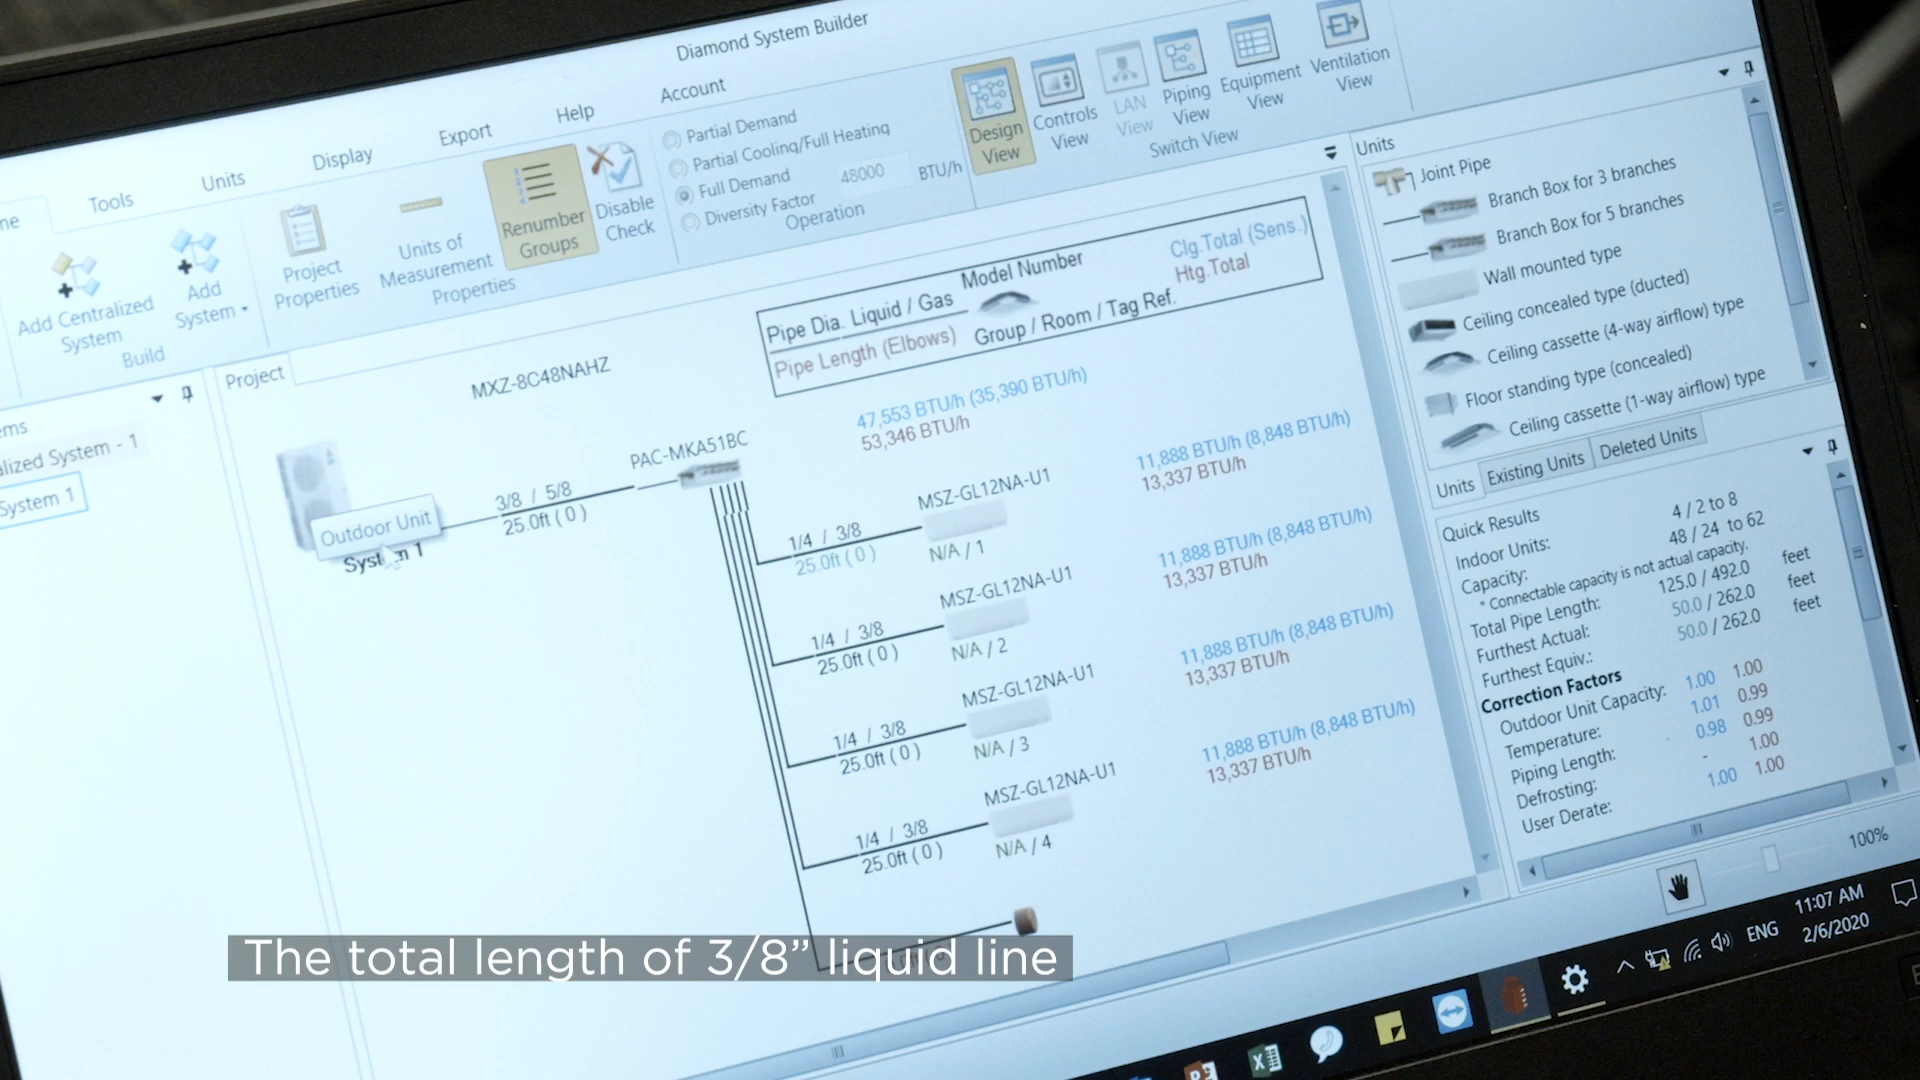 Diamond System Builder
me
Tools
Units
Display
Export
Help
Account
Add Centralized
System
Add
System
Build
Project
Properties
Units of
Measurement
Properties
Renumber
Groups
Disable
Check
Partial Demand
Partial Cooling/Full Heating
Full Demand
Diversity Factor
48000
BTU/h
Operation
Design
View
Controls
View
LAN
View
Piping
View
Equipment
View
Ventilation
View
Switch View
ems
alized System - 1
System 1
Project
MXZ-8C48NAHZ
Outdoor Unit
3/8 / 5/8
25.0ft ( 0 )
PAC-MKA51BC
Pipe Dia. Liquid / Gas
Pipe Length (Elbows)
Model Number
Group / Room / Tag Ref.
Clg.Total (Sens.)
Htg.Total
47,553 BTU/h (35,390 BTU/h)
53,346 BTU/h
1/4 / 3/8
25.0ft ( 0 )
MSZ-GL12NA-U1
N/A / 1
11,888 BTU/h (8,848 BTU/h)
13,337 BTU/h
1/4 / 3/8
25.0ft ( 0 )
MSZ-GL12NA-U1
N/A / 2
11,888 BTU/h (8,848 BTU/h)
13,337 BTU/h
1/4 / 3/8
25.0ft ( 0 )
MSZ-GL12NA-U1
N/A / 3
11,888 BTU/h (8,848 BTU/h)
13,337 BTU/h
1/4 / 3/8
25.0ft ( 0 )
MSZ-GL12NA-U1
N/A / 4
11,888 BTU/h (8,848 BTU/h)
13,337 BTU/h
Units
Joint Pipe
Branch Box for 3 branches
Branch Box for 5 branches
Wall mounted type
Ceiling concealed type (ducted)
Ceiling cassette (4-way airflow) type
Floor standing type (concealed)
Ceiling cassette (1-way airflow) type
Units Existing Units Deleted Units
Quick Results
Indoor Units: 4 / 2 to 8
Capacity: 48 / 24 to 62
* Connectable capacity is not actual capacity.
Total Pipe Length: 125.0 / 492.0 feet
Furthest Actual: 50.0 / 262.0 feet
Furthest Equiv.: 50.0 / 262.0 feet
Correction Factors
Outdoor Unit Capacity: 1.00 1.00
Temperature: 1.01 0.99
Piping Length: 0.98 0.99
Defrosting: - 1.00
User Derate: 1.00 1.00
100%
The total length of 3/8” liquid line
ENG
11:07 AM
2/6/2020